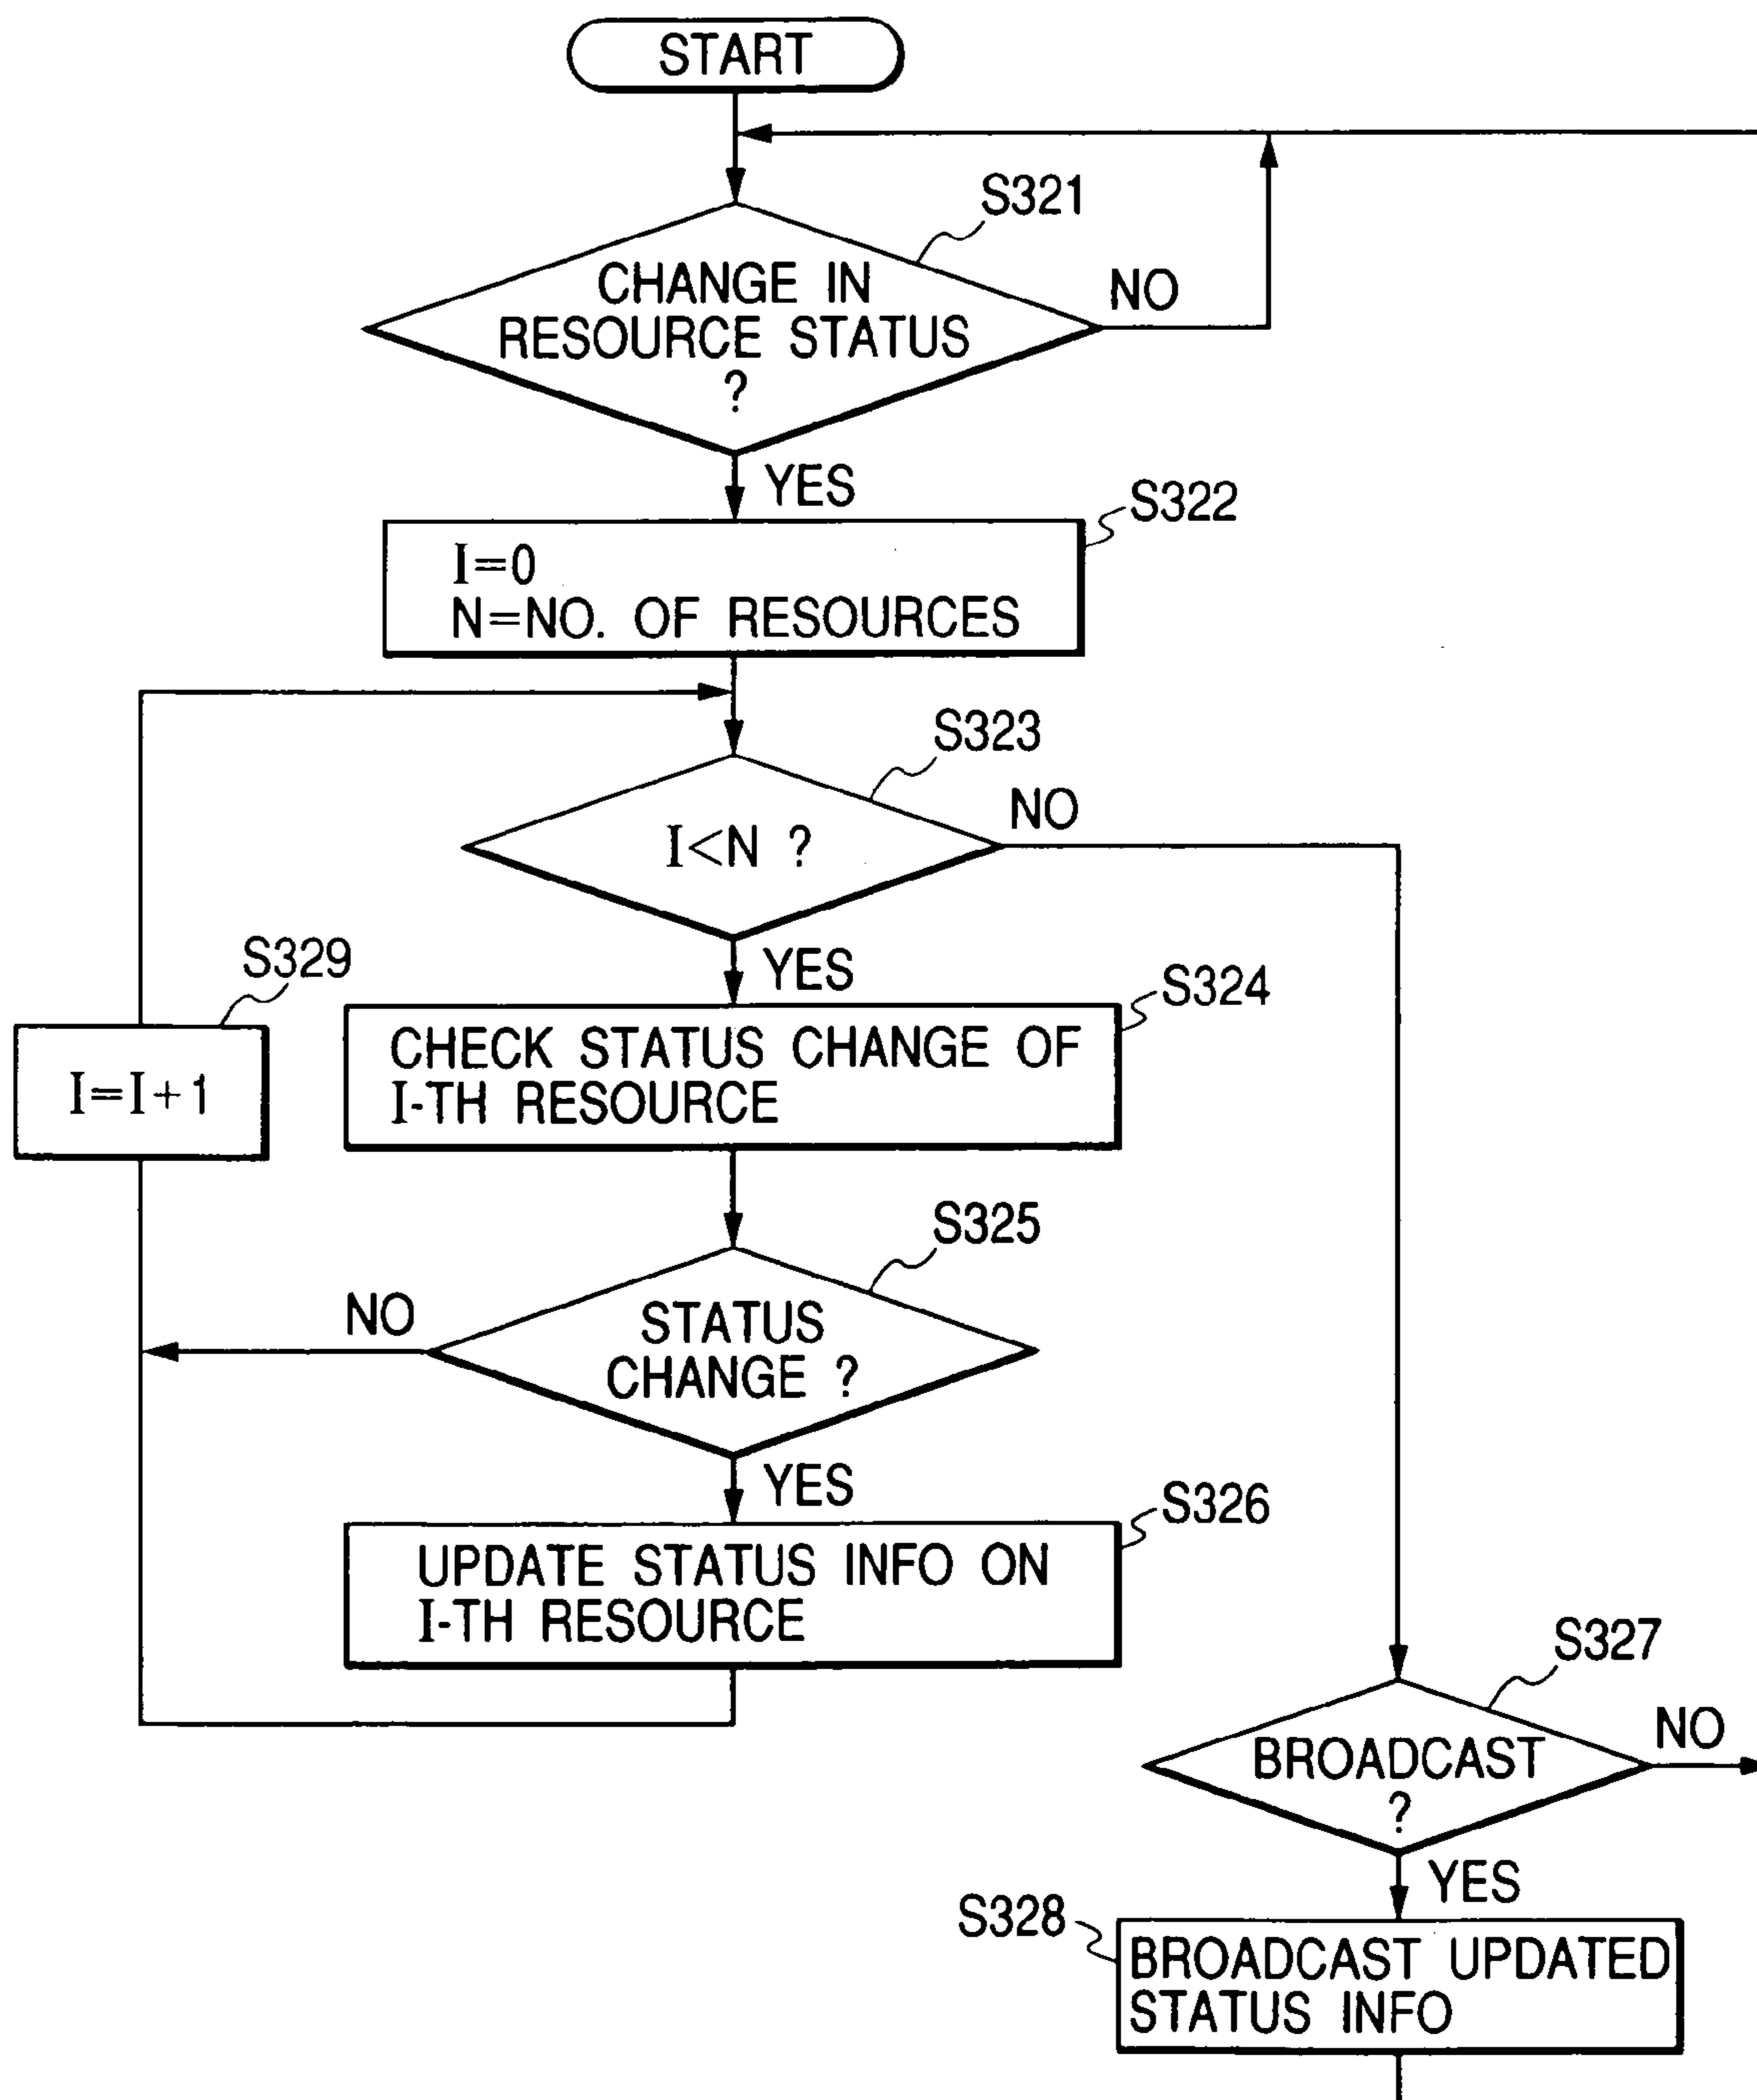 START
S321
CHANGE IN
RESOURCE STATUS
?
NO
YES
S322
I=0
N=NO. OF RESOURCES
S323
I<N ?
NO
YES
S329
I=I+1
S324
CHECK STATUS CHANGE OF
I-TH RESOURCE
S325
STATUS
CHANGE ?
NO
YES
S326
UPDATE STATUS INFO ON
I-TH RESOURCE
S327
BROADCAST
?
NO
YES
S328
BROADCAST UPDATED
STATUS INFO